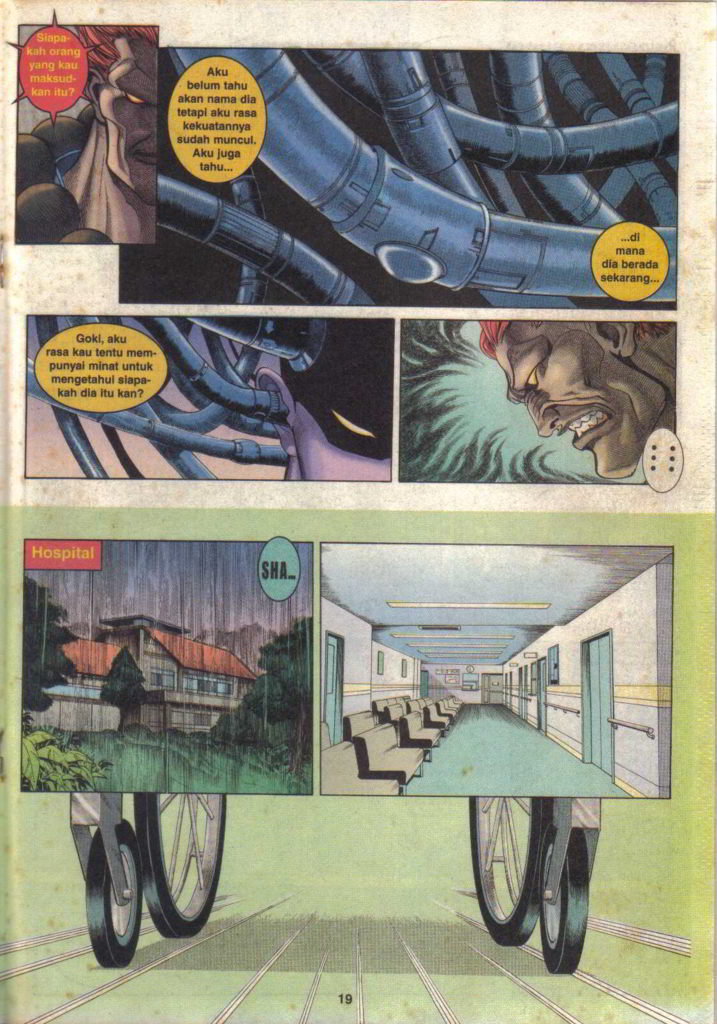 Siapa-
kah orang
yang kau
maksud-
kan itu?
Aku
belum tahu
akan nama dia
tetapi aku rasa
kekuatannya
sudah muncul.
Aku juga
tahu...
...di
mana
dia berada
sekarang...
Goki, aku
rasa kau tentu mem-
punyai minat untuk
mengetahui siapa-
kah dia itu kan?
Hospital
SHA...
19